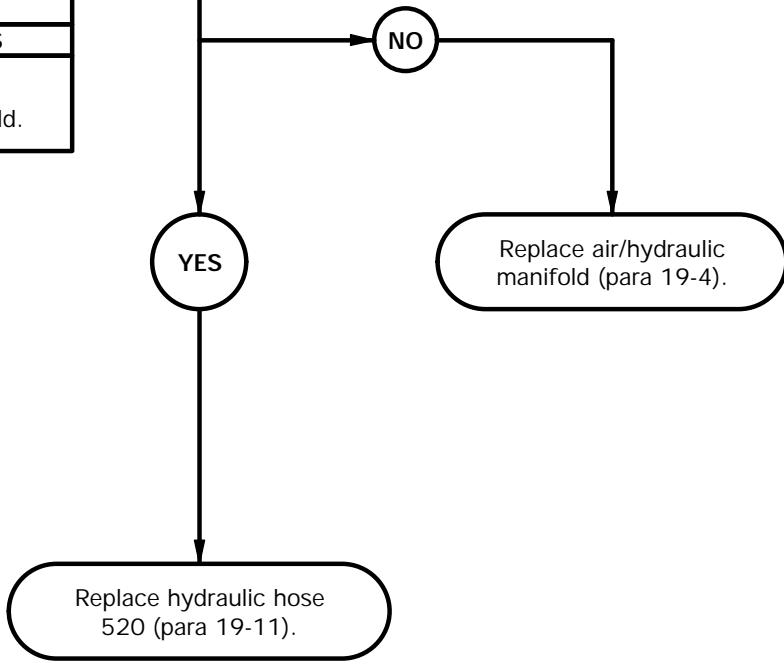 S
NO
ld.
YES
Replace air/hydraulic
manifold (para 19-4).
Replace hydraulic hose
520 (para 19-11).